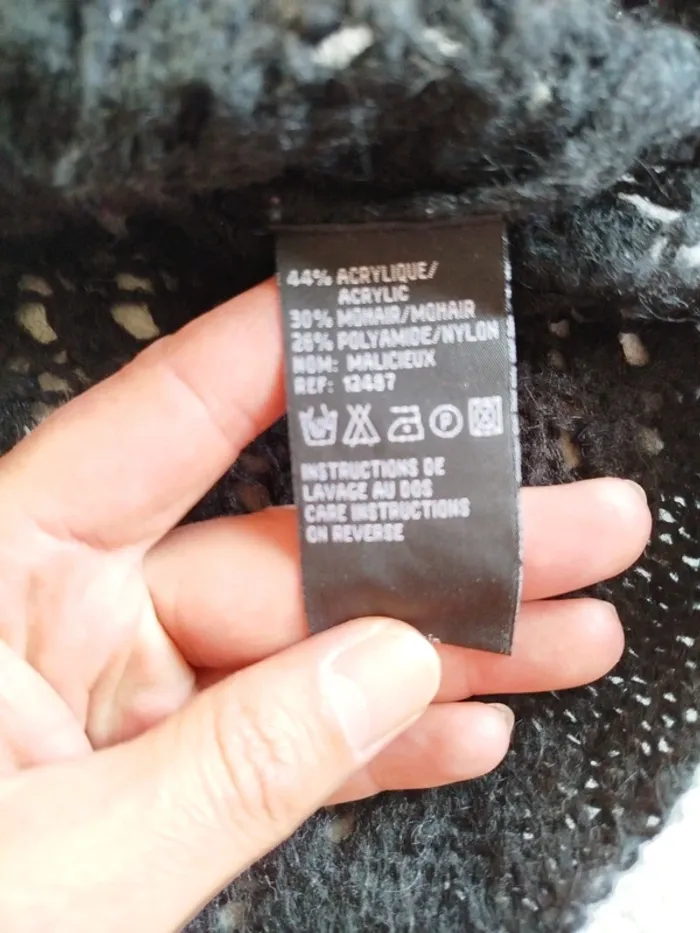 44% ACRYLIQUE/
ACRYLIC
30% MOHAIR/MOHAIR
26% POLYAMIDE/NYLON
NOM: MALICIEUX
REF: 13487
P
INSTRUCTIONS DE
LAVAGE AU DOS
CARE INSTRUCTIONS
ON REVERSE